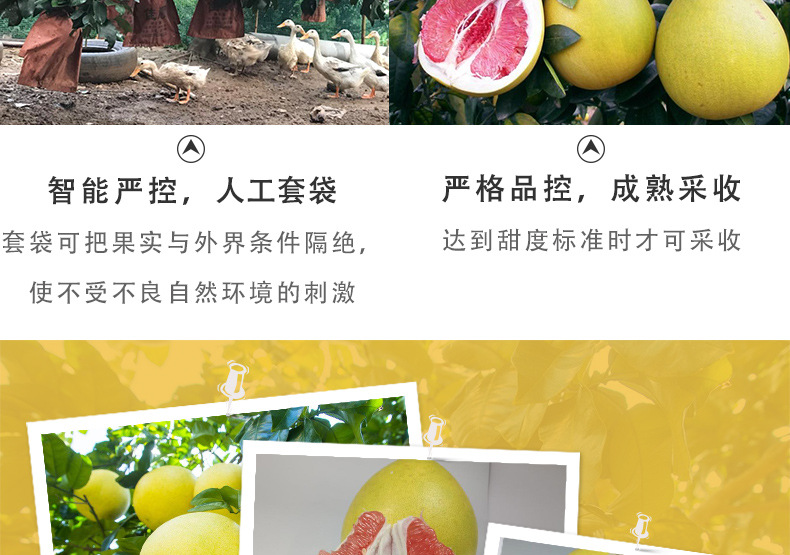 智能严控，人工套袋
套袋可把果实与外界条件隔绝，
使不受不良自然环境的刺激
严格品控，成熟采收
达到甜度标准时才可采收